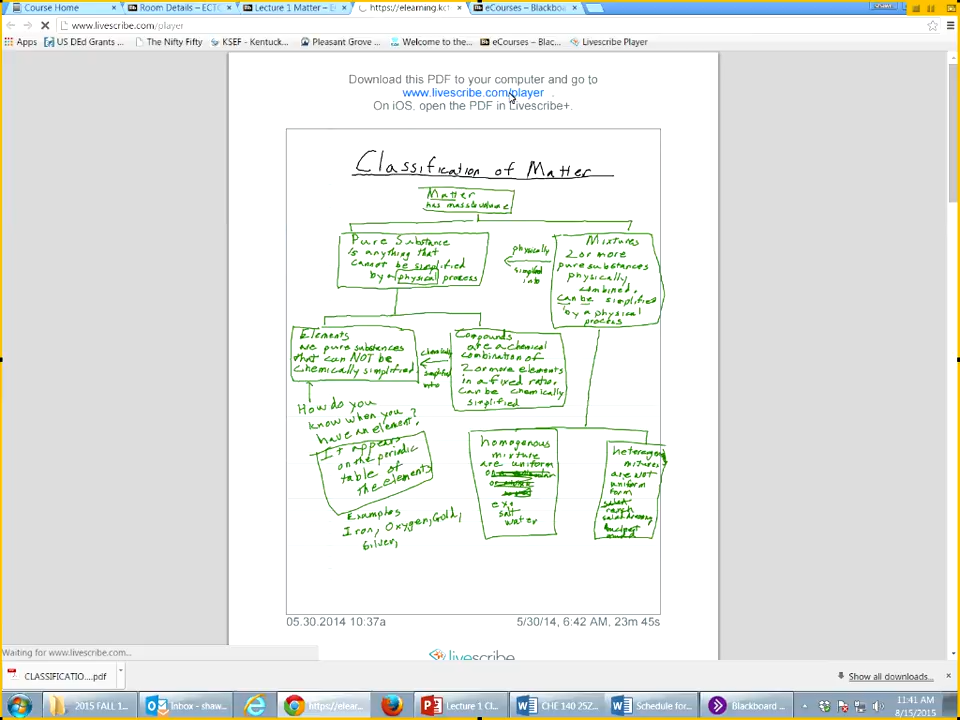 Course Home
Room Details – ECTC
Lecture 1 Matter – E
https://elearning.kc
eCourses – Blackboa
www.livescribe.com/player
Apps
US DEd Grants ...
The Nifty Fifty
KSEF - Kentuck...
Pleasant Grove ...
Welcome to the...
eCourses – Blac...
Livescribe Player
Download this PDF to your computer and go to
www.livescribe.com/player .
On iOS, open the PDF in Livescribe+.
Classification of Matter
Matter
has mass & volume
Pure Substance
is anything that
cannot be simplified
by a physical process
physically
simplified
into
Mixtures
2 or more
pure substances
physically
combined.
can be simplified
by a physical
process
Elements
are pure substances
that can NOT be
chemically simplified.
chemically
simplified
into
Compounds
are a chemical
combination of
2 or more elements
in a fixed ratio.
can be chemically
simplified
How do you
know when you
have an element?
It appears
on the periodic
table of
the elements
Examples
Iron, Oxygen, Gold,
Silver,
homogenous
mixture
are uniform
ex.
salt
water
mixtures
are NOT
uniform
form
ranch
salad dressing
05.30.2014 10:37a
5/30/14, 6:42 AM, 23m 45s
livescribe
Waiting for www.livescribe.com...
CLASSIFICATIO....pdf
Show all downloads...
2015 FALL 1...
Inbox - shaw...
https://elear...
Lecture 1 Cl...
CHE 140 25Z...
Schedule for...
Blackboard ...
11:41 AM
8/15/2015